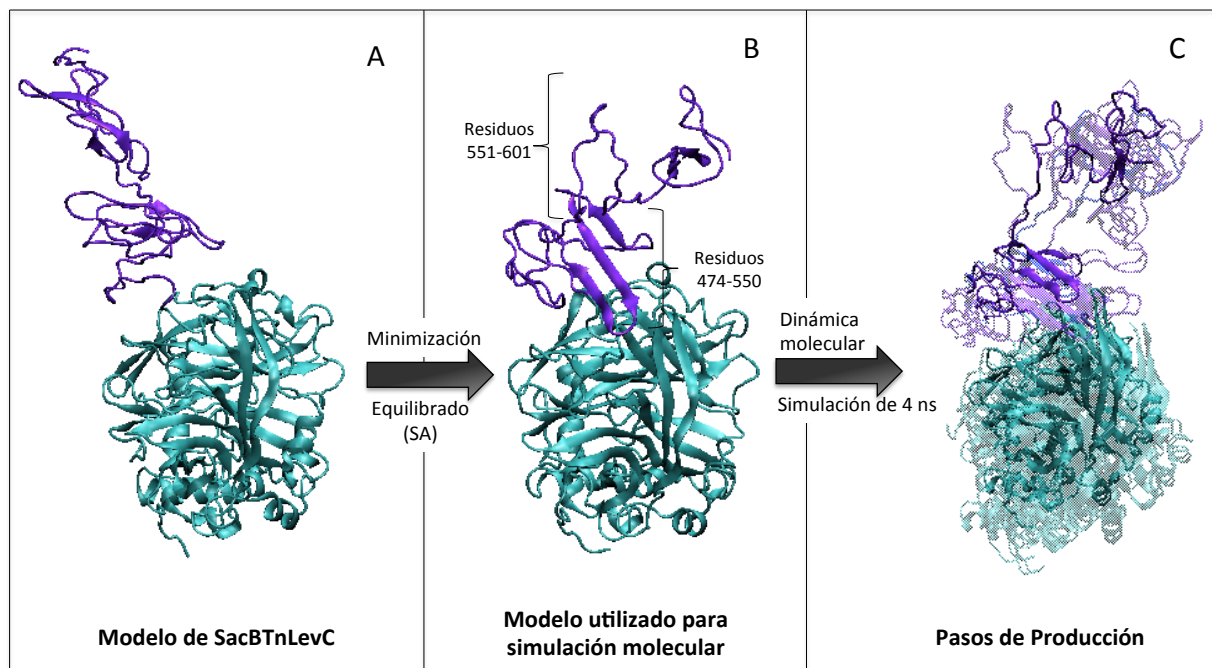 A
B
C
Residuos
551-601
Residuos
474-550
Minimización
Equilibrado
(SA)
Dinámica
molecular
Simulación de 4 ns
Modelo de SacBTnLevC
Modelo utilizado para
simulación molecular
Pasos de Producción